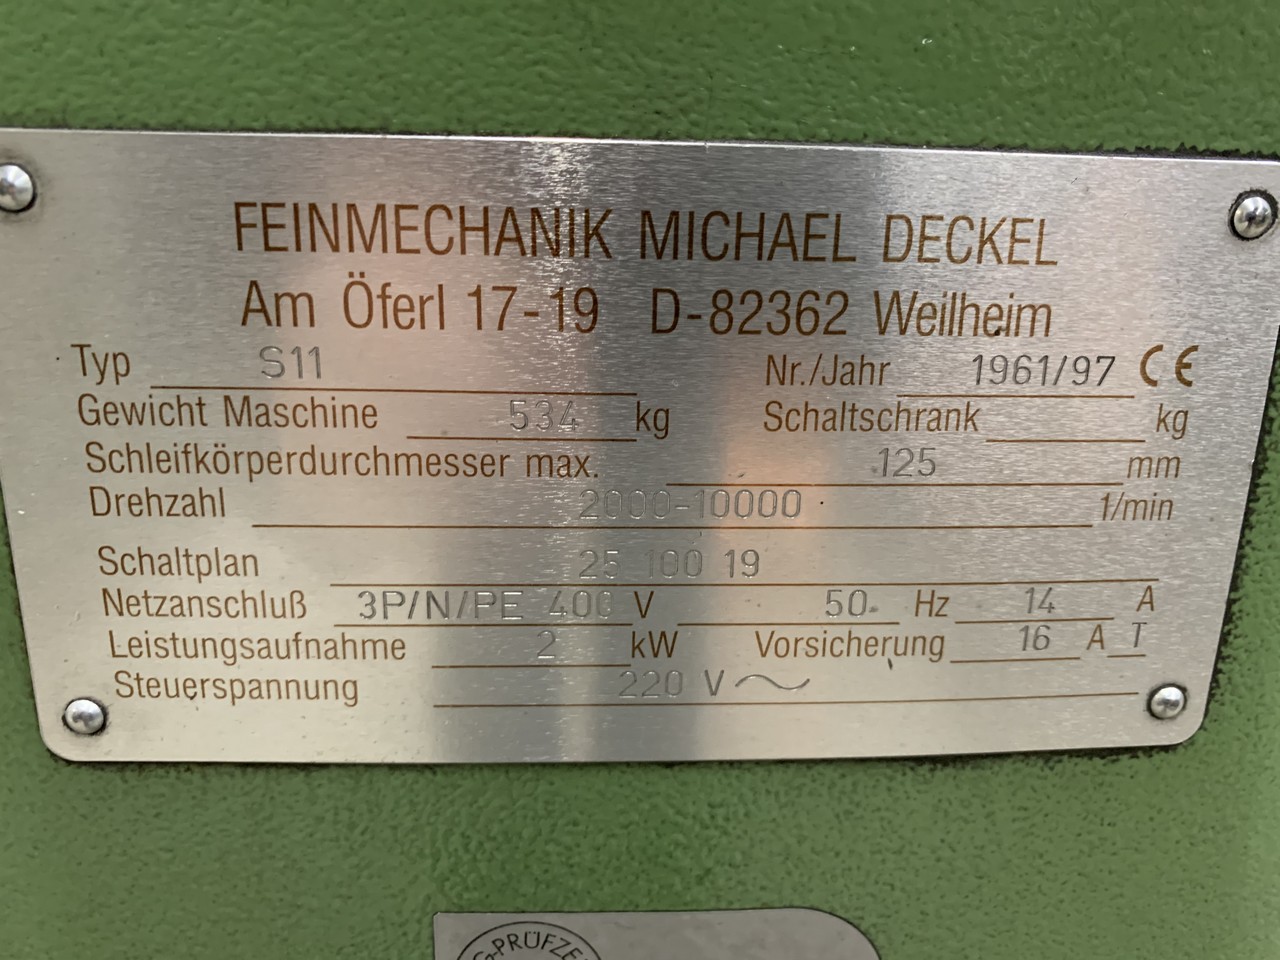 FEINMECHANIK MICHAEL DECKEL
Am Öferl 17-19 D-82362 Weilheim
Typ S11 Nr./Jahr 1961/97 CE
Gewicht Maschine 534 kg Schaltschrank kg
Schleifkörperdurchmesser max. 125 mm
Drehzahl 2000-10000 1/min
Schaltplan 25 100 19
Netzanschluß 3P/N/PE 400 V 50 Hz 14 A
Leistungsaufnahme 2 kW Vorsicherung 16 A T
Steuerspannung 220 V ~